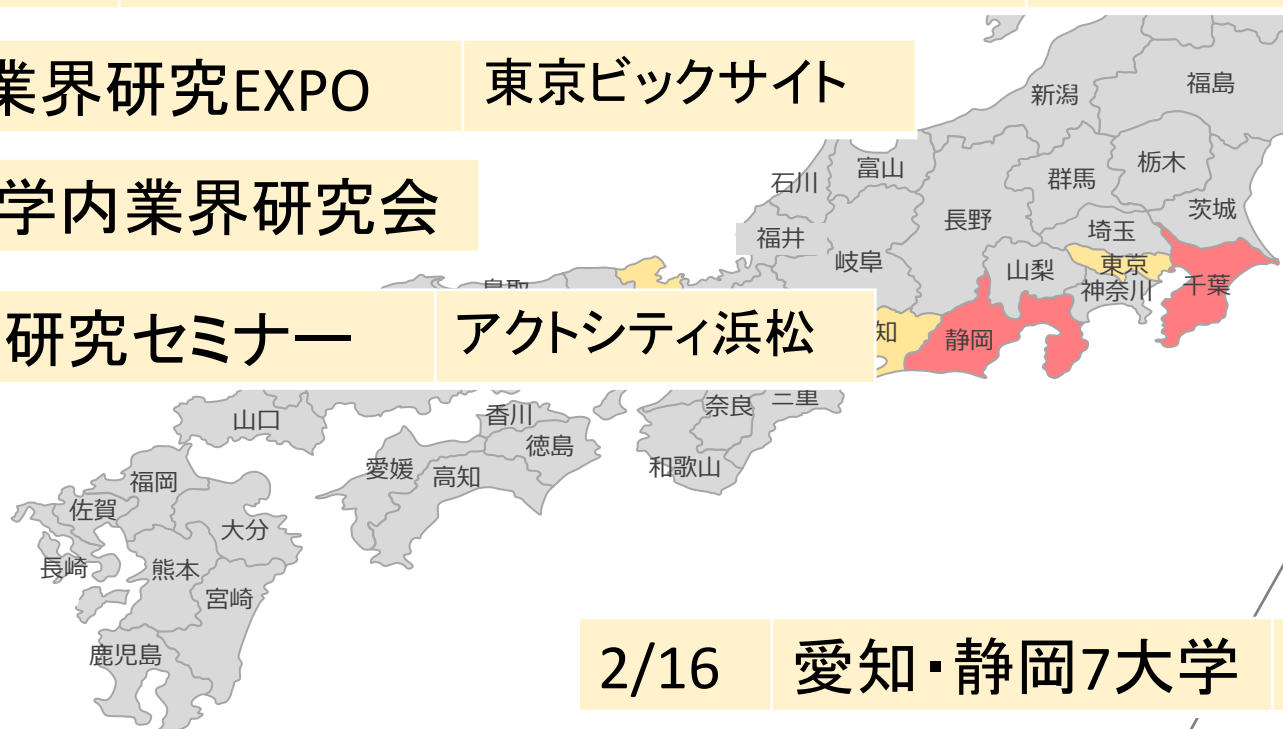 業界研究EXPO 東京ビックサイト
学内業界研究会
研究セミナー アクトシティ浜松
2/16 愛知・静岡7大学
新潟
福島
石川
富山
群馬
栃木
茨城
福井
岐阜
長野
埼玉
山梨
東京
神奈川
千葉
知
静岡
山口
香川
徳島
奈良
三重
愛媛
高知
和歌山
福岡
佐賀
大分
長崎
熊本
宮崎
鹿児島